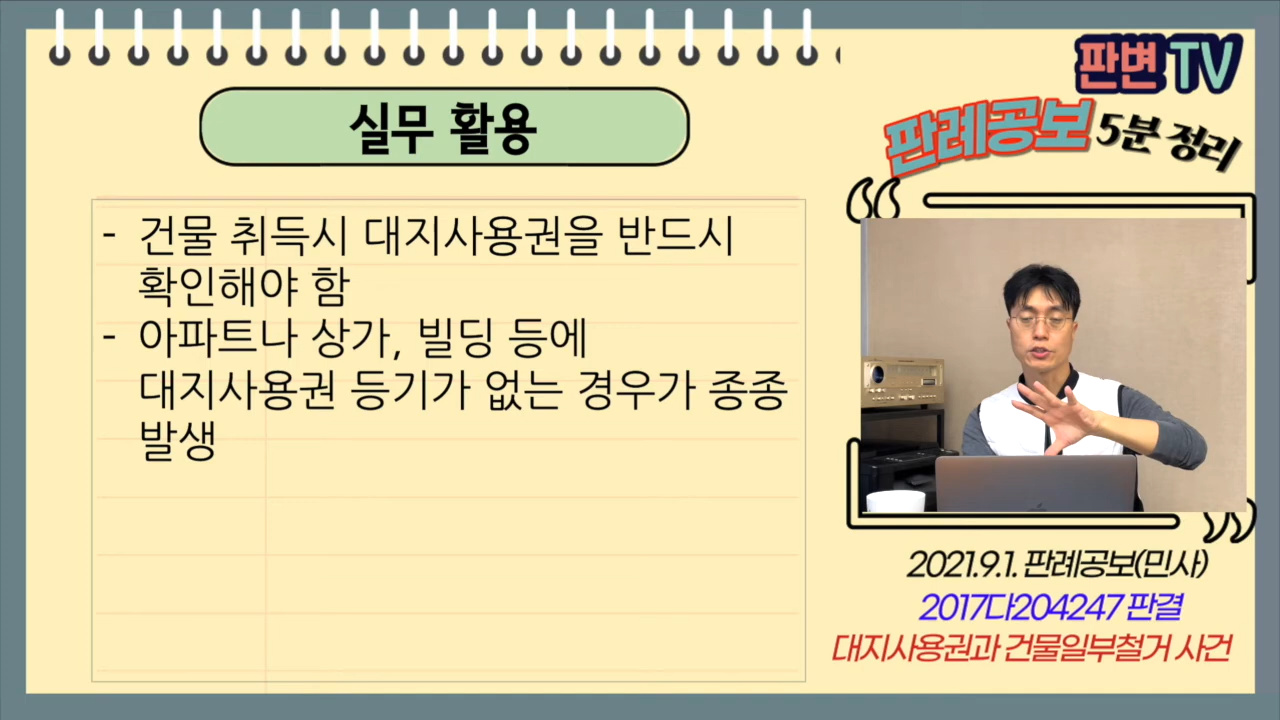 실무 활용
- 건물 취득시 대지사용권을 반드시
확인해야 함
- 아파트나 상가, 빌딩 등에
대지사용권 등기가 없는 경우가 종종
발생
판변 TV
판례공보 5분 정리
2021.9.1. 판례공보(민사)
2017다204247 판결
대지사용권과 건물일부철거 사건